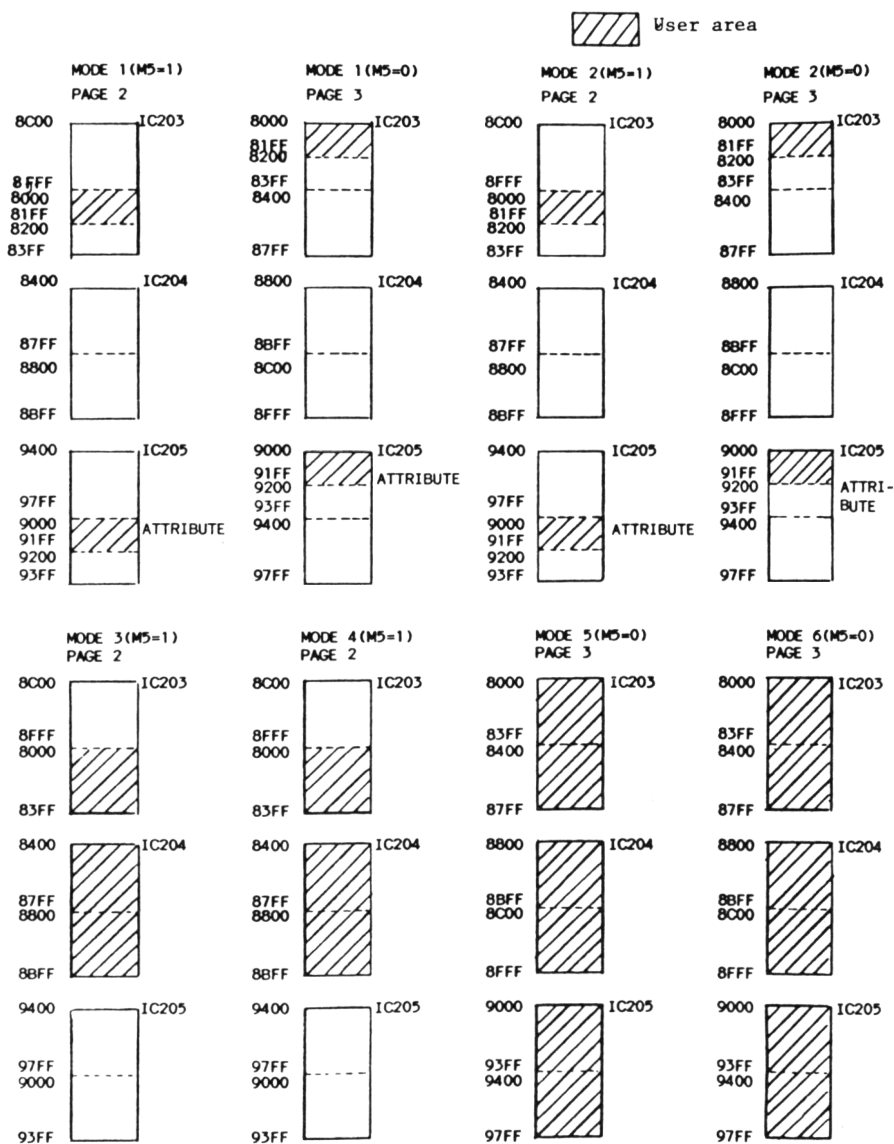 User area
MODE 1(M5=1)
PAGE 2
8C00 IC203
8FFF
8000
81FF
8200
83FF
8400 IC204
87FF
8800
8BFF
9400 IC205
97FF
9000
91FF ATTRIBUTE
9200
93FF
MODE 1(M5=0)
PAGE 3
8000 IC203
81FF
8200
83FF
8400
87FF
8800 IC204
8BFF
8C00
8FFF
9000 IC205
91FF ATTRIBUTE
9200
93FF
9400
97FF
MODE 2(M5=1)
PAGE 2
8C00 IC203
8FFF
8000
81FF
8200
83FF
8400 IC204
87FF
8800
8BFF
9400 IC205
97FF
9000
91FF ATTRIBUTE
9200
93FF
MODE 2(M5=0)
PAGE 3
8000 IC203
81FF
8200
83FF
8400
87FF
8800 IC204
8BFF
8C00
8FFF
9000 IC205
91FF
9200 ATTRI-
93FF BUTE
9400
97FF
MODE 3(M5=1)
PAGE 2
8C00 IC203
8FFF
8000
83FF
8400 IC204
87FF
8800
8BFF
9400 IC205
97FF
9000
93FF
MODE 4(M5=1)
PAGE 2
8C00 IC203
8FFF
8000
83FF
8400 IC204
87FF
8800
8BFF
9400 IC205
97FF
9000
93FF
MODE 5(M5=0)
PAGE 3
8000 IC203
83FF
8400
87FF
8800 IC204
8BFF
8C00
8FFF
9000 IC205
93FF
9400
97FF
MODE 6(M5=0)
PAGE 3
8000 IC203
83FF
8400
87FF
8800 IC204
8BFF
8C00
8FFF
9000 IC205
93FF
9400
97FF